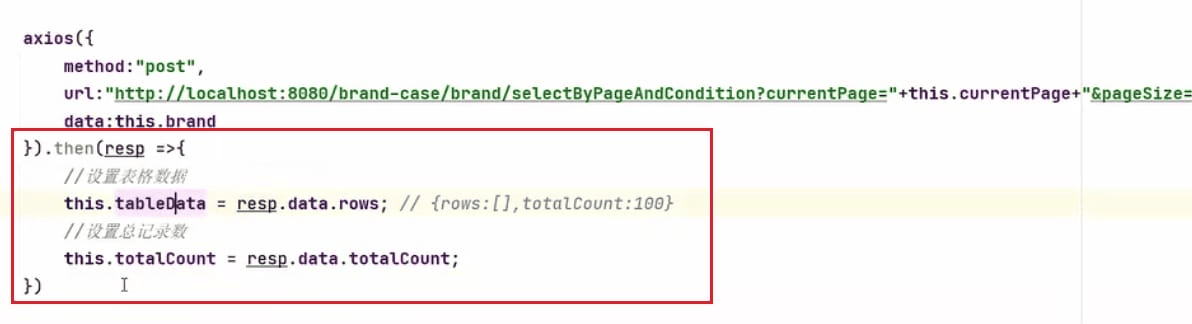 axios({
method:"post",
url:"http://localhost:8080/brand-case/brand/selectByPageAndCondition?currentPage="+this.currentPage+"&pageSize=
data:this.brand
}).then(resp =>{
//设置表格数据
this.tableData = resp.data.rows; // {rows:[],totalCount:100}
//设置总记录数
this.totalCount = resp.data.totalCount;
})